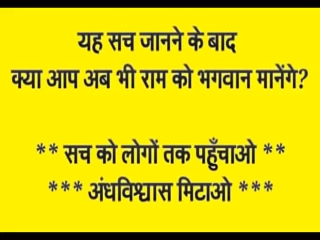 यह सच जानने के बाद
क्या आप अब भी राम को भगवान मानेंगे?
** सच को लोगों तक पहुँचाओ **
*** अंधविश्वास मिटाओ ***